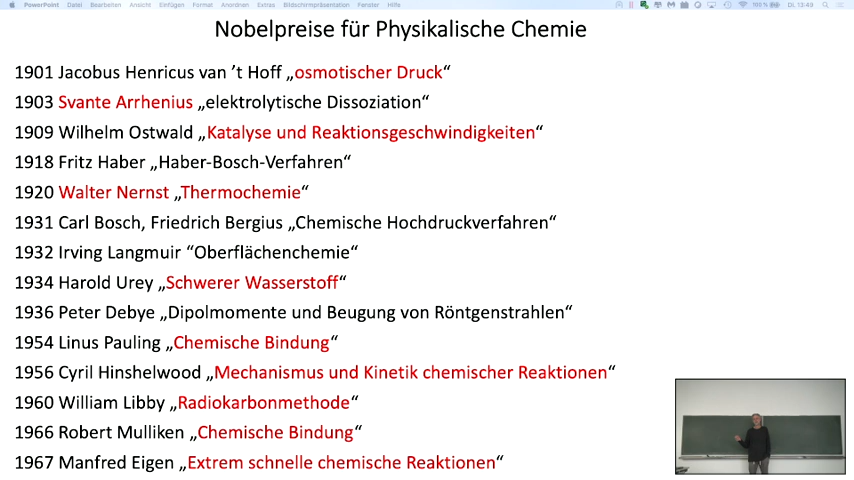 PowerPoint Datei Bearbeiten Ansicht Einfügen Format Anordnen Extras Bildschirmpräsentation Fenster Hilfe 100 % Di. 13:49
Nobelpreise für Physikalische Chemie
1901 Jacobus Henricus van ’t Hoff „osmotischer Druck“
1903 Svante Arrhenius „elektrolytische Dissoziation“
1909 Wilhelm Ostwald „Katalyse und Reaktionsgeschwindigkeiten“
1918 Fritz Haber „Haber-Bosch-Verfahren“
1920 Walter Nernst „Thermochemie“
1931 Carl Bosch, Friedrich Bergius „Chemische Hochdruckverfahren“
1932 Irving Langmuir “Oberflächenchemie“
1934 Harold Urey „Schwerer Wasserstoff“
1936 Peter Debye „Dipolmomente und Beugung von Röntgenstrahlen“
1954 Linus Pauling „Chemische Bindung“
1956 Cyril Hinshelwood „Mechanismus und Kinetik chemischer Reaktionen“
1960 William Libby „Radiokarbonmethode“
1966 Robert Mulliken „Chemische Bindung“
1967 Manfred Eigen „Extrem schnelle chemische Reaktionen“